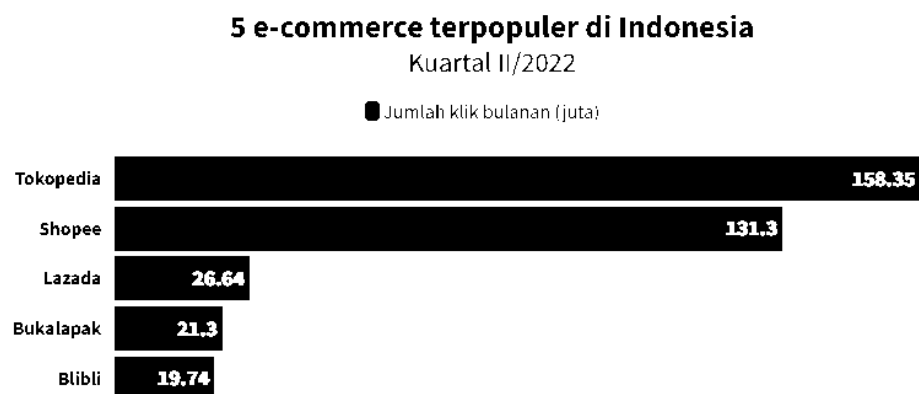 5 e-commerce terpopuler di Indonesia
Kuartal II/2022
Jumlah klik bulanan (juta)
Tokopedia 158.35
Shopee 131.3
Lazada 26.64
Bukalapak 21.3
Blibli 19.74